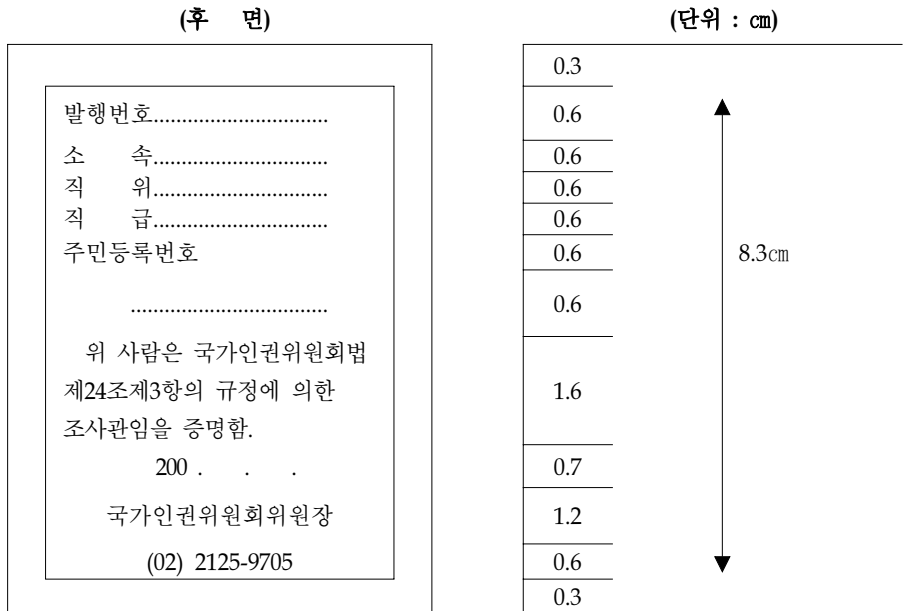 (후 면)
(단위 : ㎝)
발행번호...............................
소 속...............................
직 위...............................
직 급...............................
주민등록번호
...................................
위 사람은 국가인권위원회법
제24조제3항의 규정에 의한
조사관임을 증명함.
200 . . .
국가인권위원회위원장
(02) 2125-9705
0.3
0.6
0.6
0.6
0.6
0.6
0.6
1.6
0.7
1.2
0.6
0.3
8.3㎝